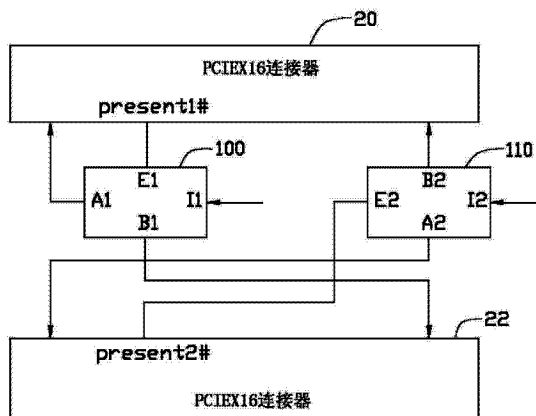 20
PCIEX16连接器
present1#
100
110
E1
B2
A1
I1
E2
I2
B1
A2
22
present2#
PCIEX16连接器